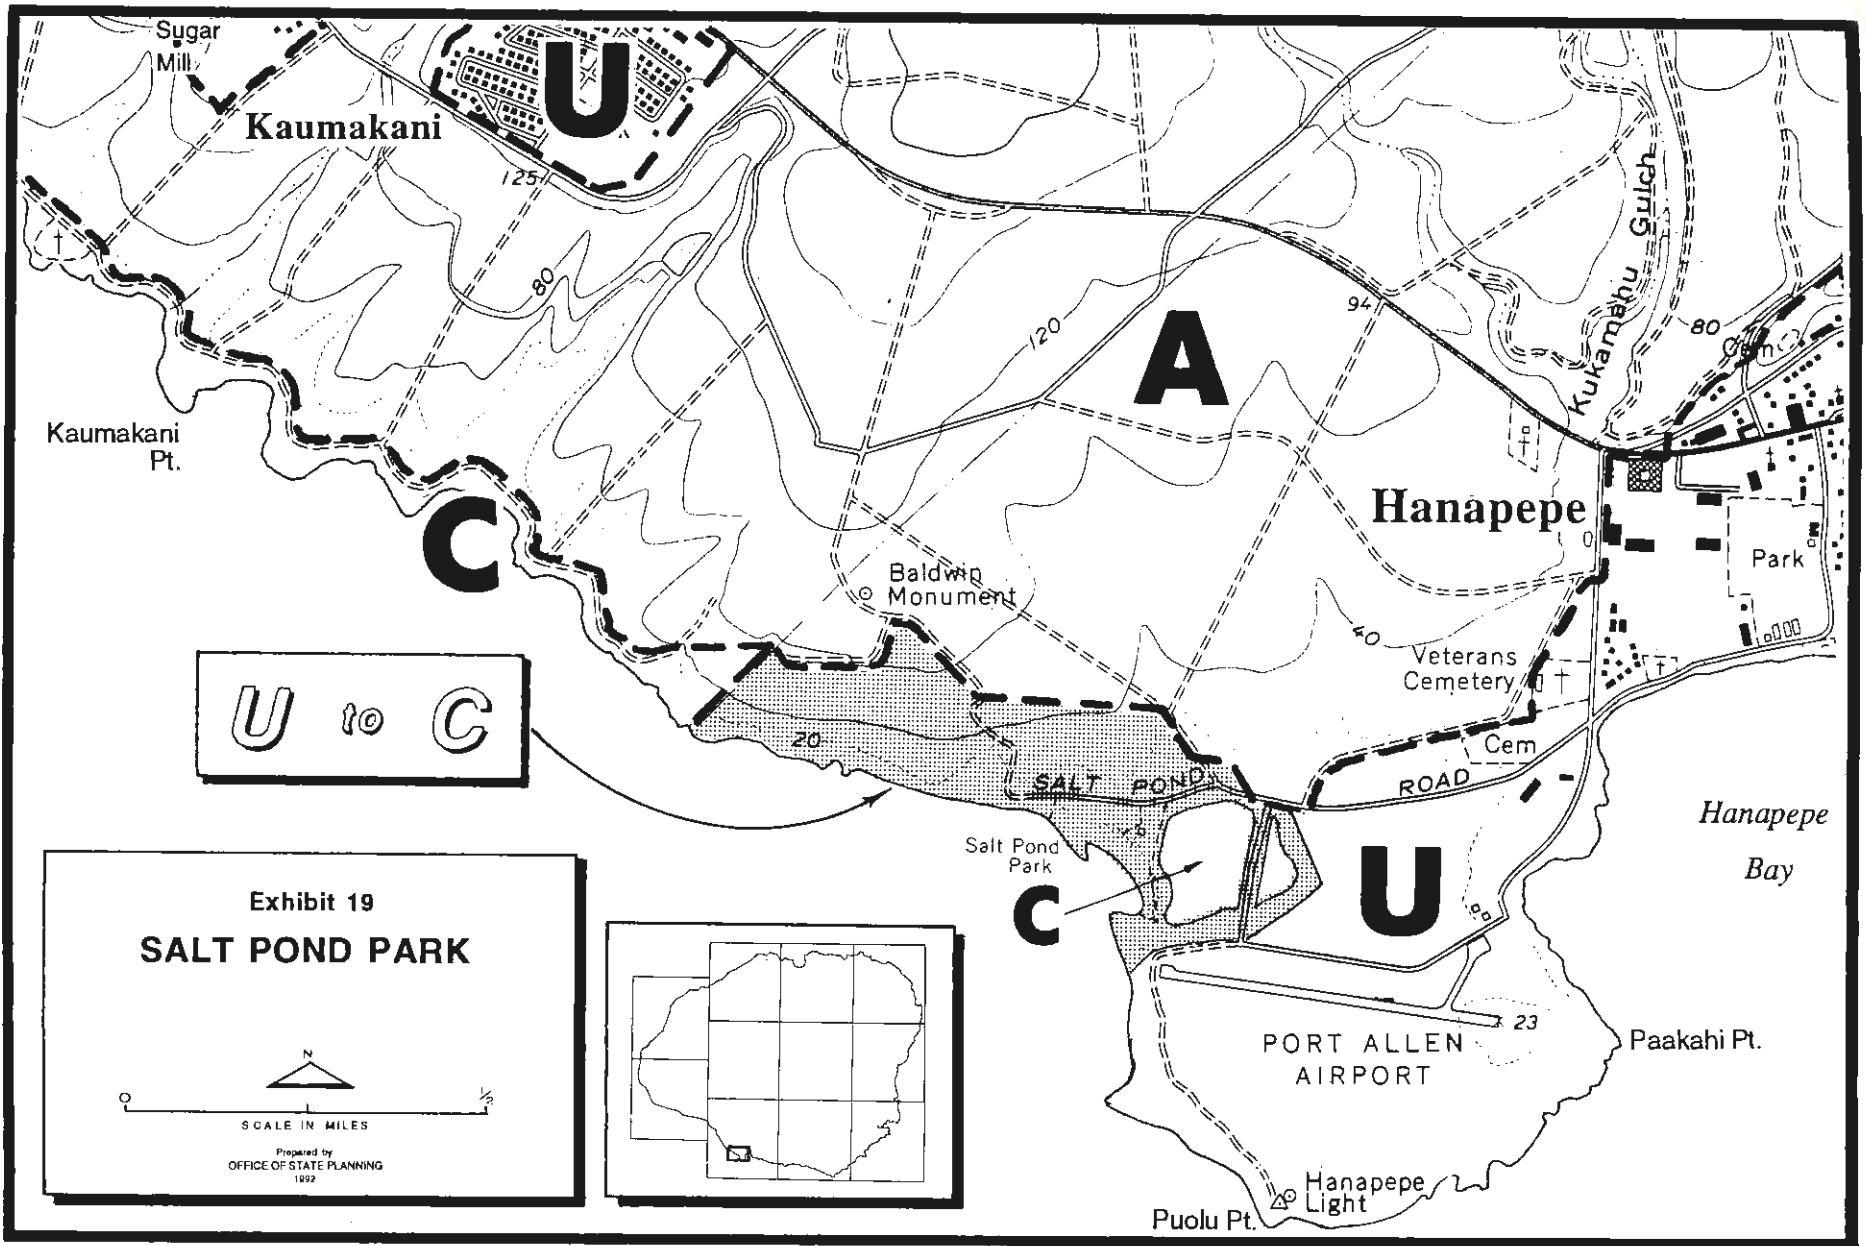 Sugar
Mill
Kaumakani
U
125
80
120
94
A
Kukamahu Gulch
80
Cem
Kaumakani
Pt.
C
Hanapepe
Park
Baldwin
Monument
40
Veterans
Cemetery
Cem
U to C
20
SALT POND ROAD
Salt Pond
Park
C
U
Hanapepe
Bay
Exhibit 19
SALT POND PARK
N
0 ½
SCALE IN MILES
Prepared by
OFFICE OF STATE PLANNING
1992
23
PORT ALLEN
AIRPORT
Paakahi Pt.
Hanapepe
Light
Puolu Pt.